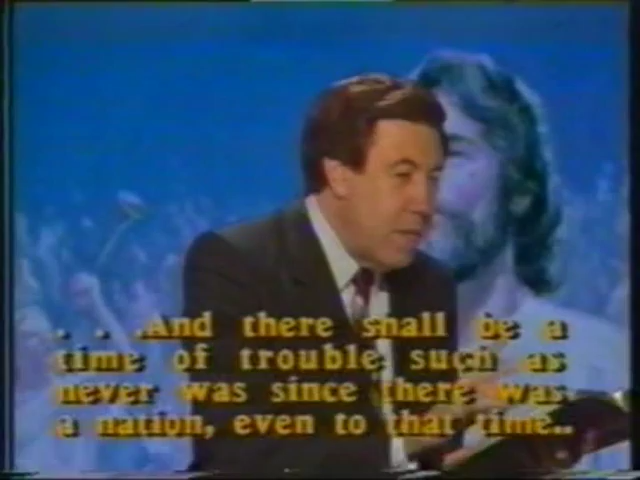 . . .And there shall be a
time of trouble such as
never was since there was
a nation, even to that time..